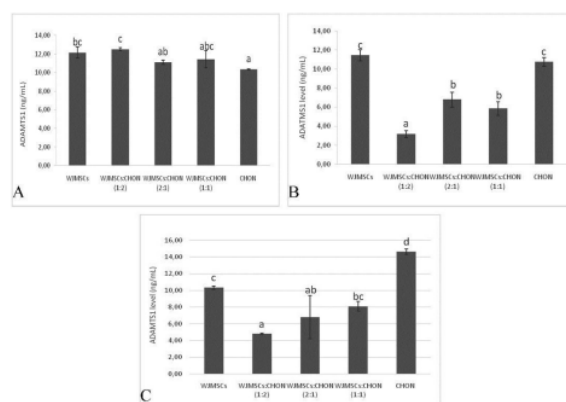 bc c ab abc a
14,00
12,00
10,00
8,00
6,00
4,00
2,00
0,00
ADAMTS1 (ng/mL)
WJMSCs WJMSCs:CHON WJMSCs:CHON WJMSCs:CHON CHON
(1:2) (2:1) (1:1)
A
c a b b c
14,00
12,00
10,00
8,00
6,00
4,00
2,00
0,00
ADATMS1 level (ng/mL)
WJMSCs WJMSCs:CHON WJMSCs:CHON WJMSCs:CHON CHON
(1:2) (2:1) (1:1)
B
c a ab bc d
16,00
14,00
12,00
10,00
8,00
6,00
4,00
2,00
0,00
ADAMTS1 level (ng/mL)
WJMSCs WJMSCs:CHON WJMSCs:CHON WJMSCs:CHON CHON
(1:2) (2:1) (1:1)
C